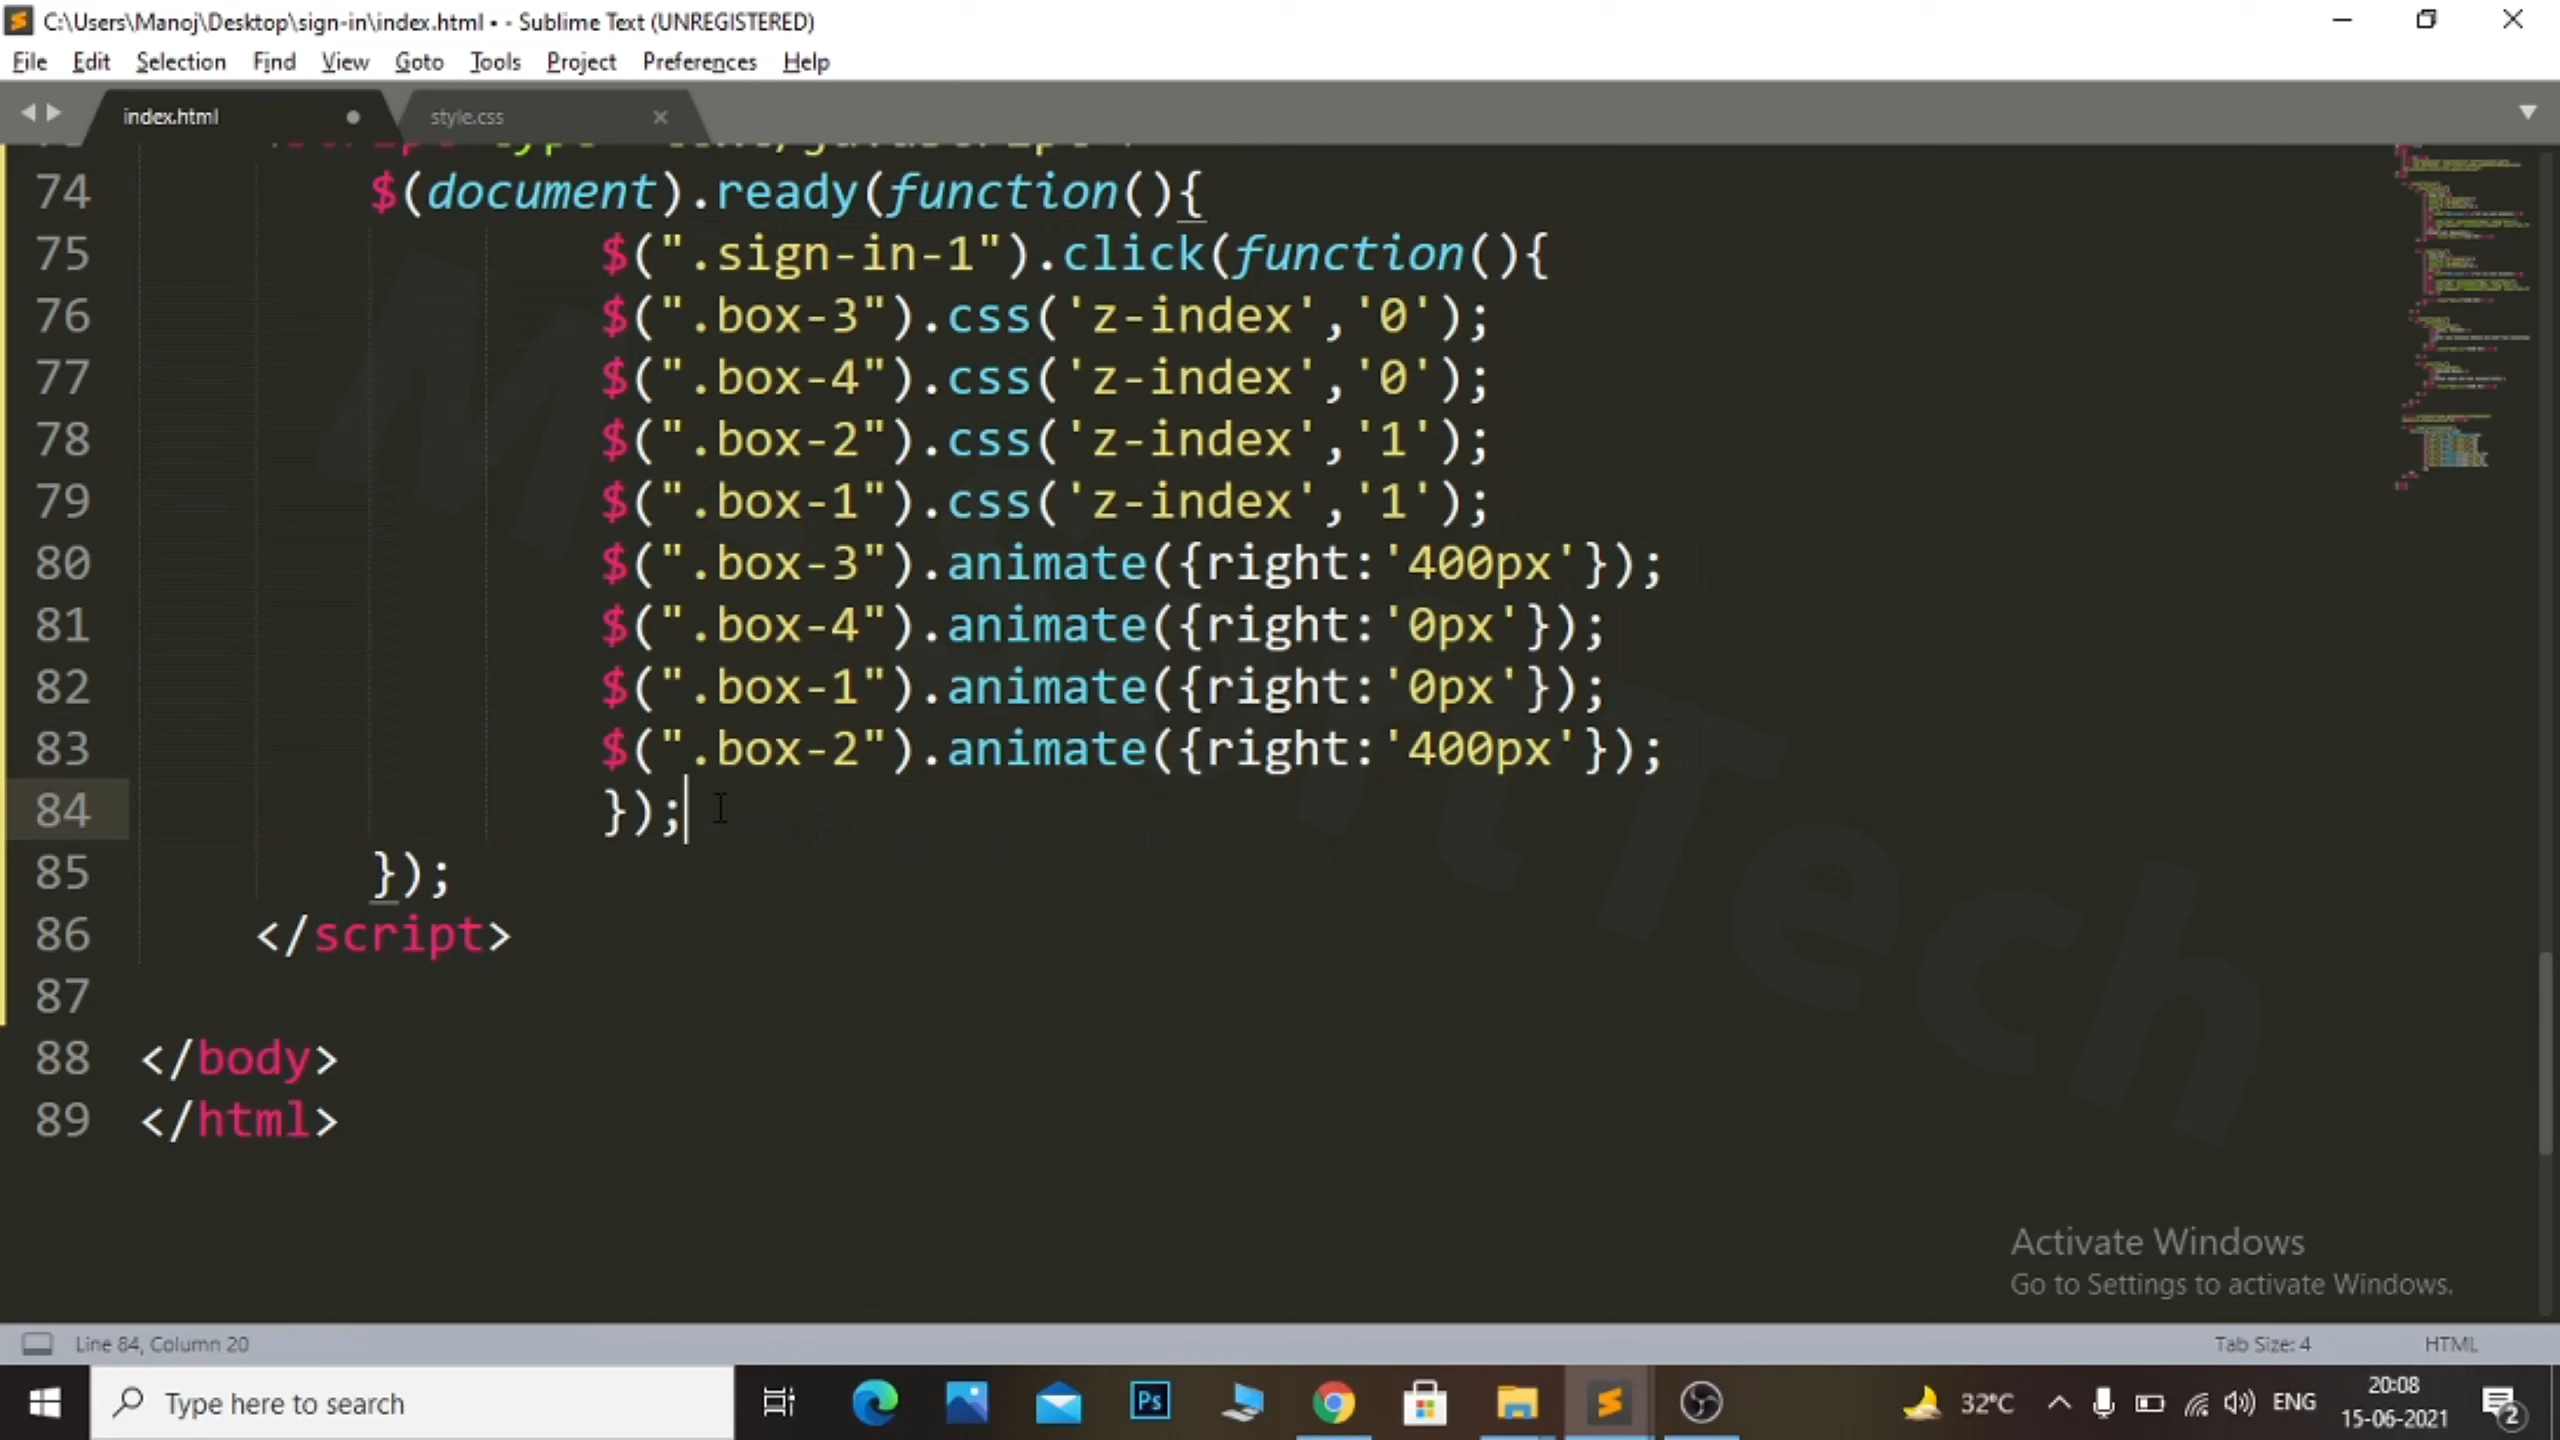 C:\Users\Manoj\Desktop\sign-in\index.html • - Sublime Text (UNREGISTERED)
File Edit Selection Find View Goto Tools Project Preferences Help
index.html style.css
74 $(document).ready(function(){
75 $(".sign-in-1").click(function(){
76 $(".box-3").css('z-index','0');
77 $(".box-4").css('z-index','0');
78 $(".box-2").css('z-index','1');
79 $(".box-1").css('z-index','1');
80 $(".box-3").animate({right:'400px'});
81 $(".box-4").animate({right:'0px'});
82 $(".box-1").animate({right:'0px'});
83 $(".box-2").animate({right:'400px'});
84 });
85 });
86 </script>
87
88 </body>
89 </html>
Activate Windows
Go to Settings to activate Windows.
Line 84, Column 20 Tab Size: 4 HTML
Type here to search Ps 32°C ENG 20:08
15-06-2021 2